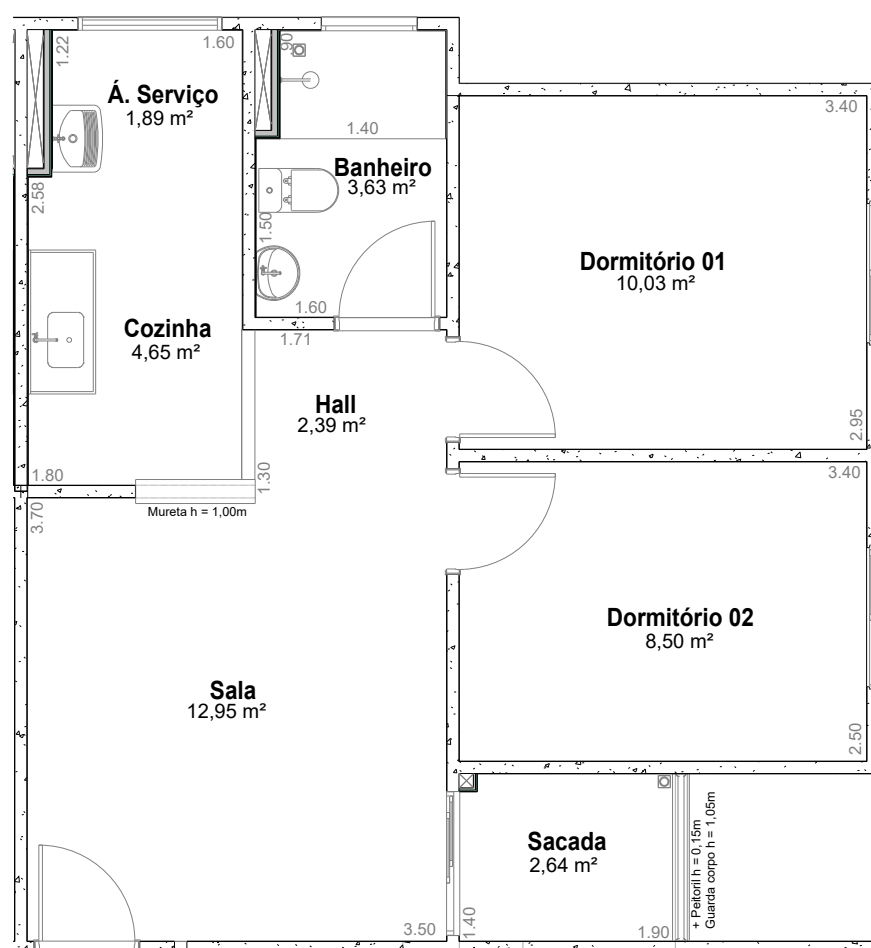 1.22
1.60
Á. Serviço
1,89 m²
2.58
.90
1.40
Banheiro
3,63 m²
1.50
1.60
3.40
Dormitório 01
10,03 m²
2.95
Cozinha
4,65 m²
1.80
1.71
Hall
2,39 m²
1.30
Mureta h = 1,00m
3.70
3.40
Dormitório 02
8,50 m²
2.50
Sala
12,95 m²
3.50
Sacada
2,64 m²
1.40
1.90
+ Peitoril h = 0,15m
Guarda corpo h = 1,05m